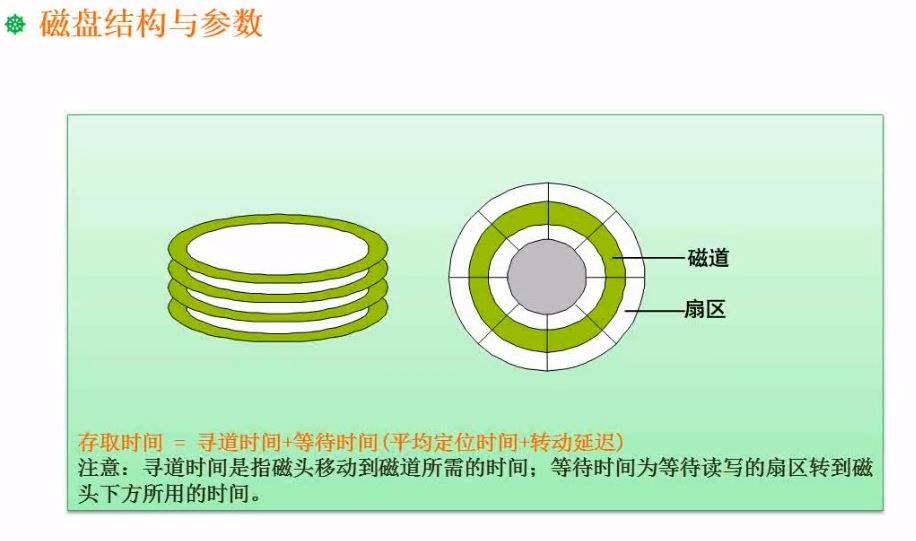 磁盘结构与参数
磁道
扇区
存取时间 = 寻道时间+等待时间(平均定位时间+转动延迟)
注意：寻道时间是指磁头移动到磁道所需的时间；等待时间为等待读写的扇区转到磁
头下方所用的时间。